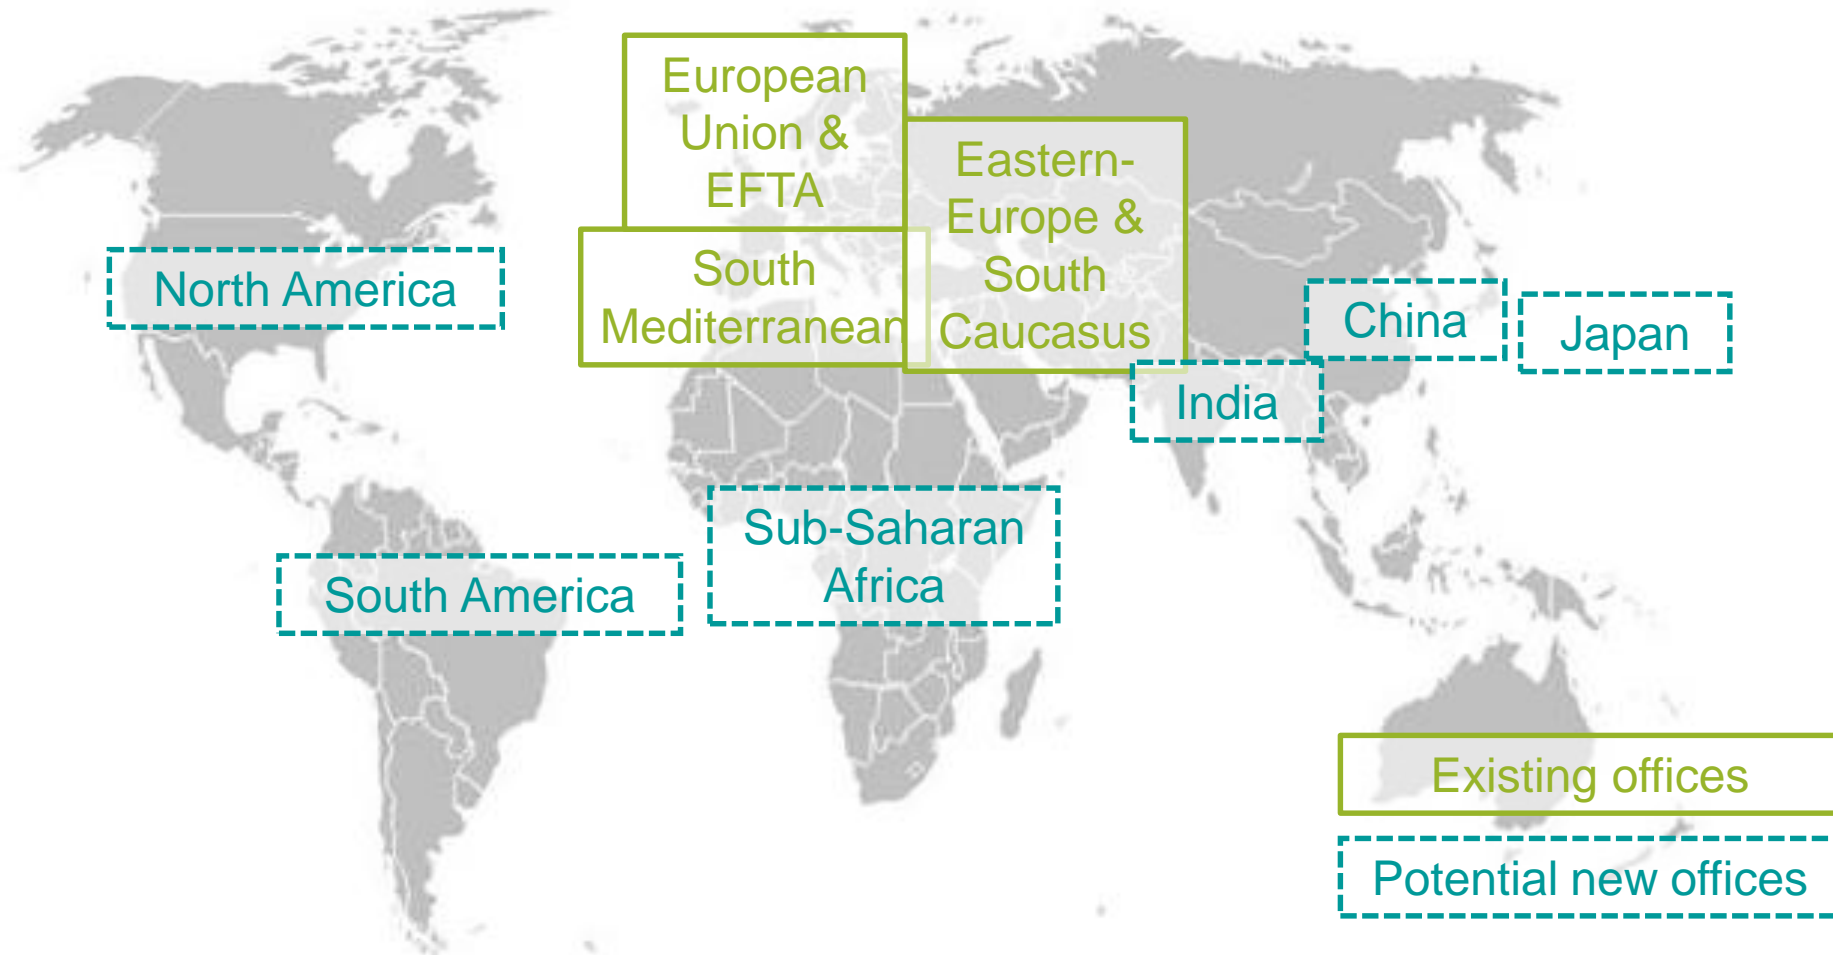 European
Union &
EFTA
Eastern-
Europe &
South
Caucasus
South
Mediterranean
North America
China
Japan
India
Sub-Saharan
Africa
South America
Existing offices
Potential new offices